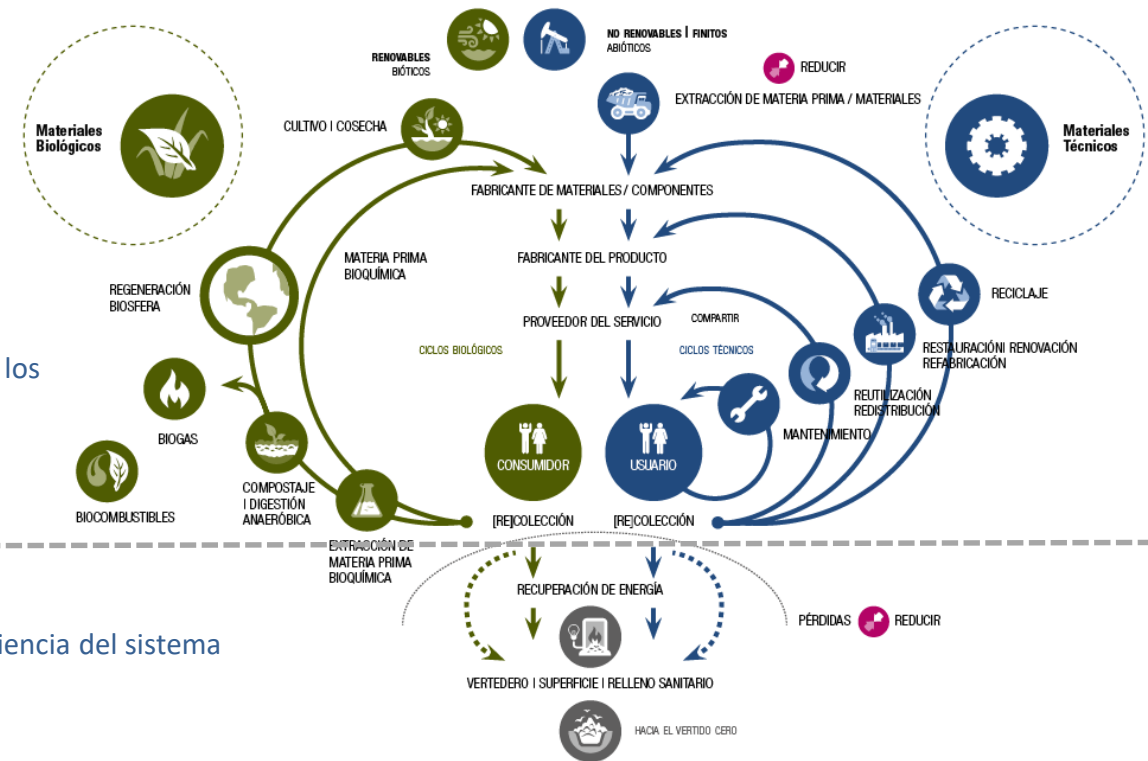 NO RENOVABLES | FINITOS
ABIÓTICOS
RENOVABLES
BIÓTICOS
REDUCIR
EXTRACCIÓN DE MATERIA PRIMA / MATERIALES
Materiales
Biológicos
CULTIVO | COSECHA
Materiales
Técnicos
FABRICANTE DE MATERIALES / COMPONENTES
MATERIA PRIMA
BIOQUÍMICA
FABRICANTE DEL PRODUCTO
REGENERACIÓN
BIOSFERA
RECICLAJE
PROVEEDOR DEL SERVICIO
COMPARTIR
CICLOS BIOLÓGICOS
CICLOS TÉCNICOS
RESTAURACIÓNI RENOVACIÓN
REFABRICACIÓN
los
REUTILIZACIÓN
REDISTRIBUCIÓN
BIOGAS
MANTENIMIENTO
CONSUMIDOR
USUARIO
COMPOSTAJE
| DIGESTIÓN
ANAERÓBICA
BIOCOMBUSTIBLES
[RE]COLECCIÓN
[RE]COLECCIÓN
EXTRACCIÓN DE
MATERIA PRIMA
BIOQUÍMICA
RECUPERACIÓN DE ENERGÍA
PÉRDIDAS
REDUCIR
iencia del sistema
VERTEDERO | SUPERFICIE | RELLENO SANITARIO
HACIA EL VERTIDO CERO